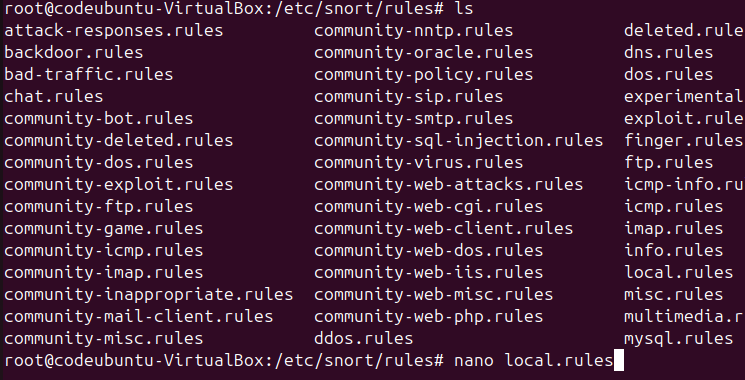 root@codeubuntu-VirtualBox:/etc/snort/rules# ls
attack-responses.rules community-nntp.rules deleted.rule
backdoor.rules community-oracle.rules dns.rules
bad-traffic.rules community-policy.rules dos.rules
chat.rules community-sip.rules experimental
community-bot.rules community-smtp.rules exploit.rule
community-deleted.rules community-sql-injection.rules finger.rules
community-dos.rules community-virus.rules ftp.rules
community-exploit.rules community-web-attacks.rules icmp-info.ru
community-ftp.rules community-web-cgi.rules icmp.rules
community-game.rules community-web-client.rules imap.rules
community-icmp.rules community-web-dos.rules info.rules
community-imap.rules community-web-iis.rules local.rules
community-inappropriate.rules community-web-misc.rules misc.rules
community-mail-client.rules community-web-php.rules multimedia.r
community-misc.rules ddos.rules mysql.rules
root@codeubuntu-VirtualBox:/etc/snort/rules# nano local.rules